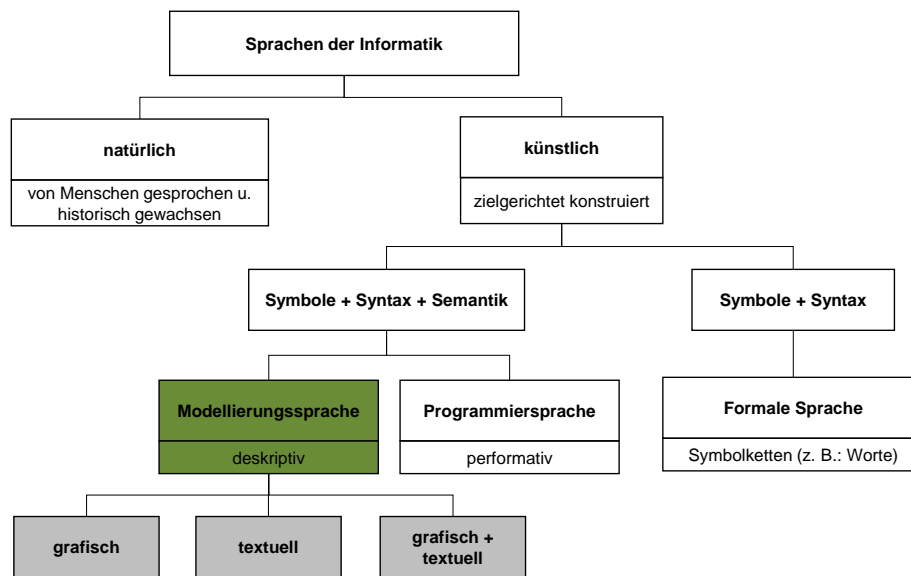 Sprachen der Informatik
natürlich
von Menschen gesprochen u.
historisch gewachsen
künstlich
zielgerichtet konstruiert
Symbole + Syntax + Semantik
Symbole + Syntax
Modellierungssprache
deskriptiv
Programmiersprache
performativ
Formale Sprache
Symbolketten (z. B.: Worte)
grafisch
textuell
grafisch +
textuell